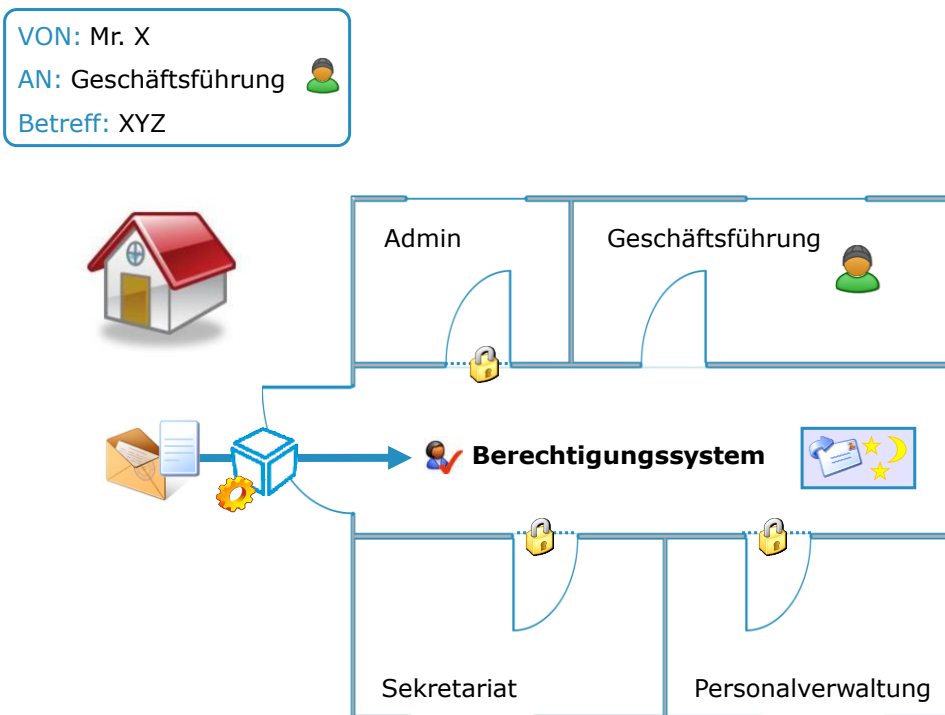 VON: Mr. X
AN: Geschäftsführung
Betreff: XYZ
Admin
Geschäftsführung
Berechtigungssystem
Sekretariat
Personalverwaltung